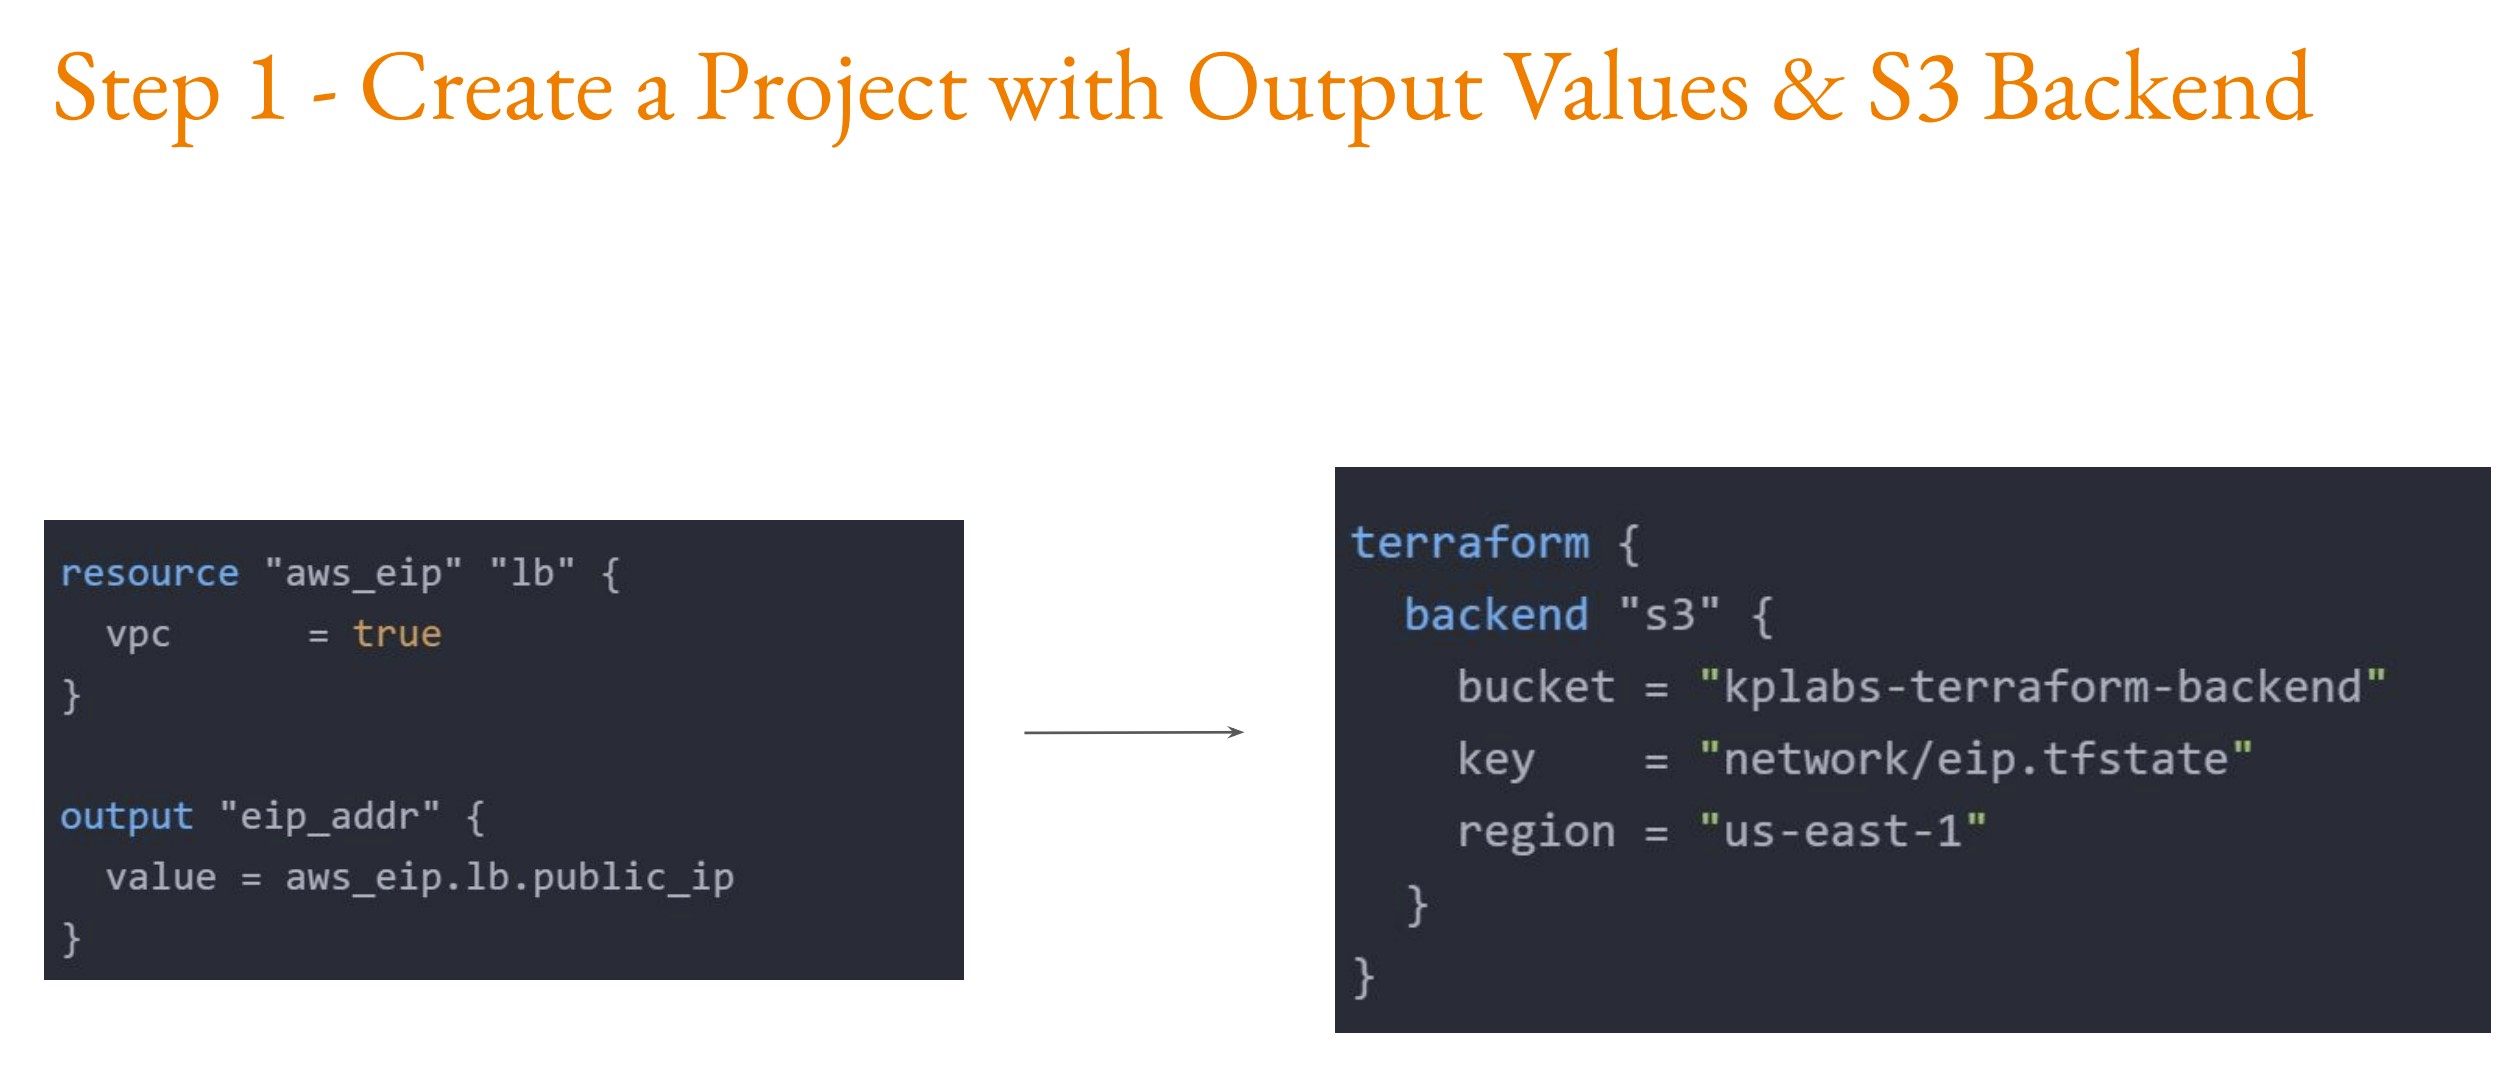 Step 1 - Create a Project with Output Values & S3 Backend
resource "aws_eip" "lb" {
  vpc      = true
}

output "eip_addr" {
  value = aws_eip.lb.public_ip
}
terraform {
  backend "s3" {
    bucket = "kplabs-terraform-backend"
    key    = "network/eip.tfstate"
    region = "us-east-1"
  }
}